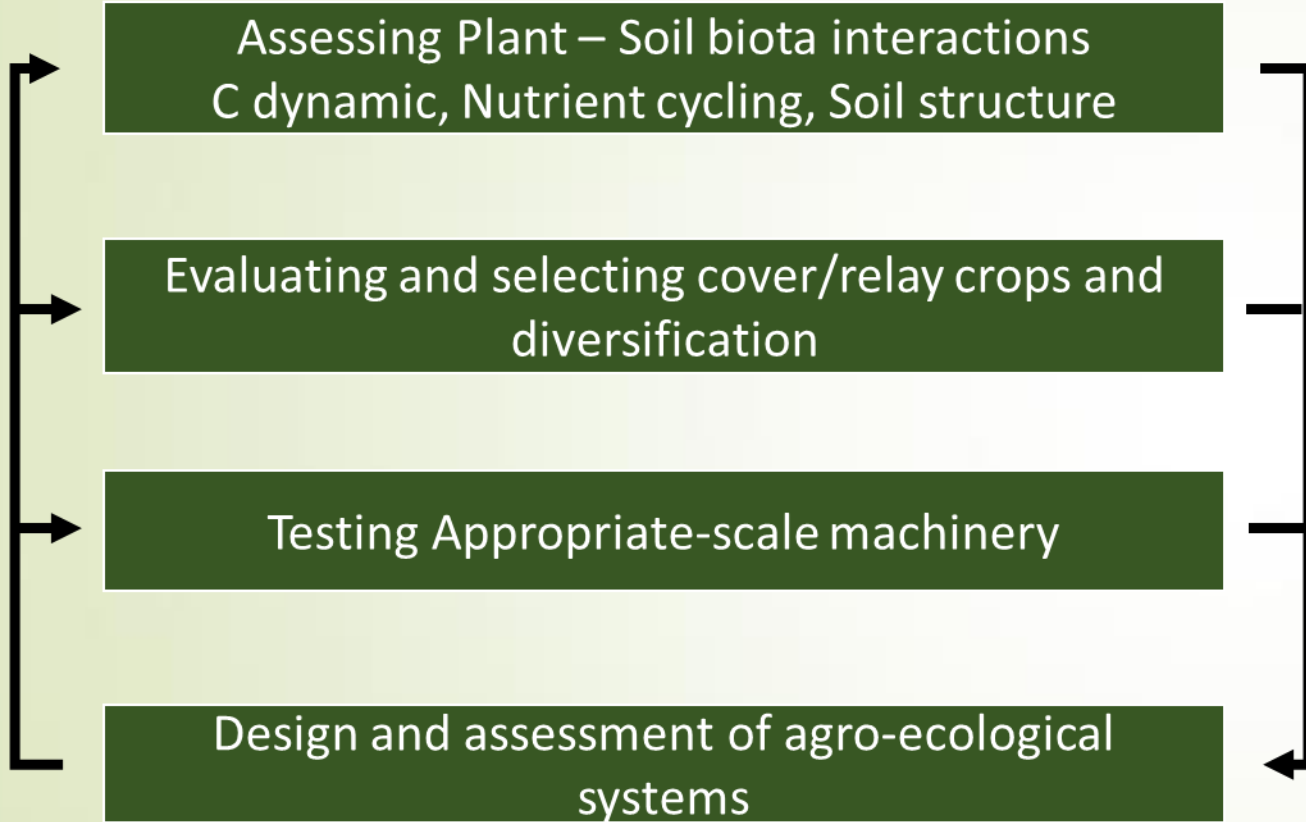 Assessing Plant – Soil biota interactions
C dynamic, Nutrient cycling, Soil structure
Evaluating and selecting cover/relay crops and
diversification
Testing Appropriate-scale machinery
Design and assessment of agro-ecological
systems